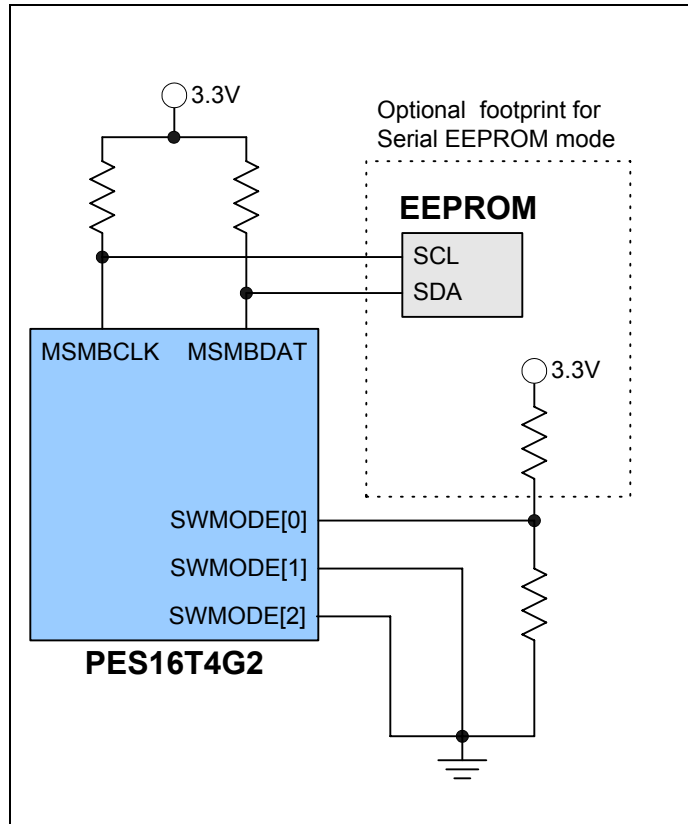 3.3V
Optional footprint for
Serial EEPROM mode
EEPROM
SCL
SDA
MSMBCLK MSMBDAT
3.3V
SWMODE[0]
SWMODE[1]
SWMODE[2]
PES16T4G2